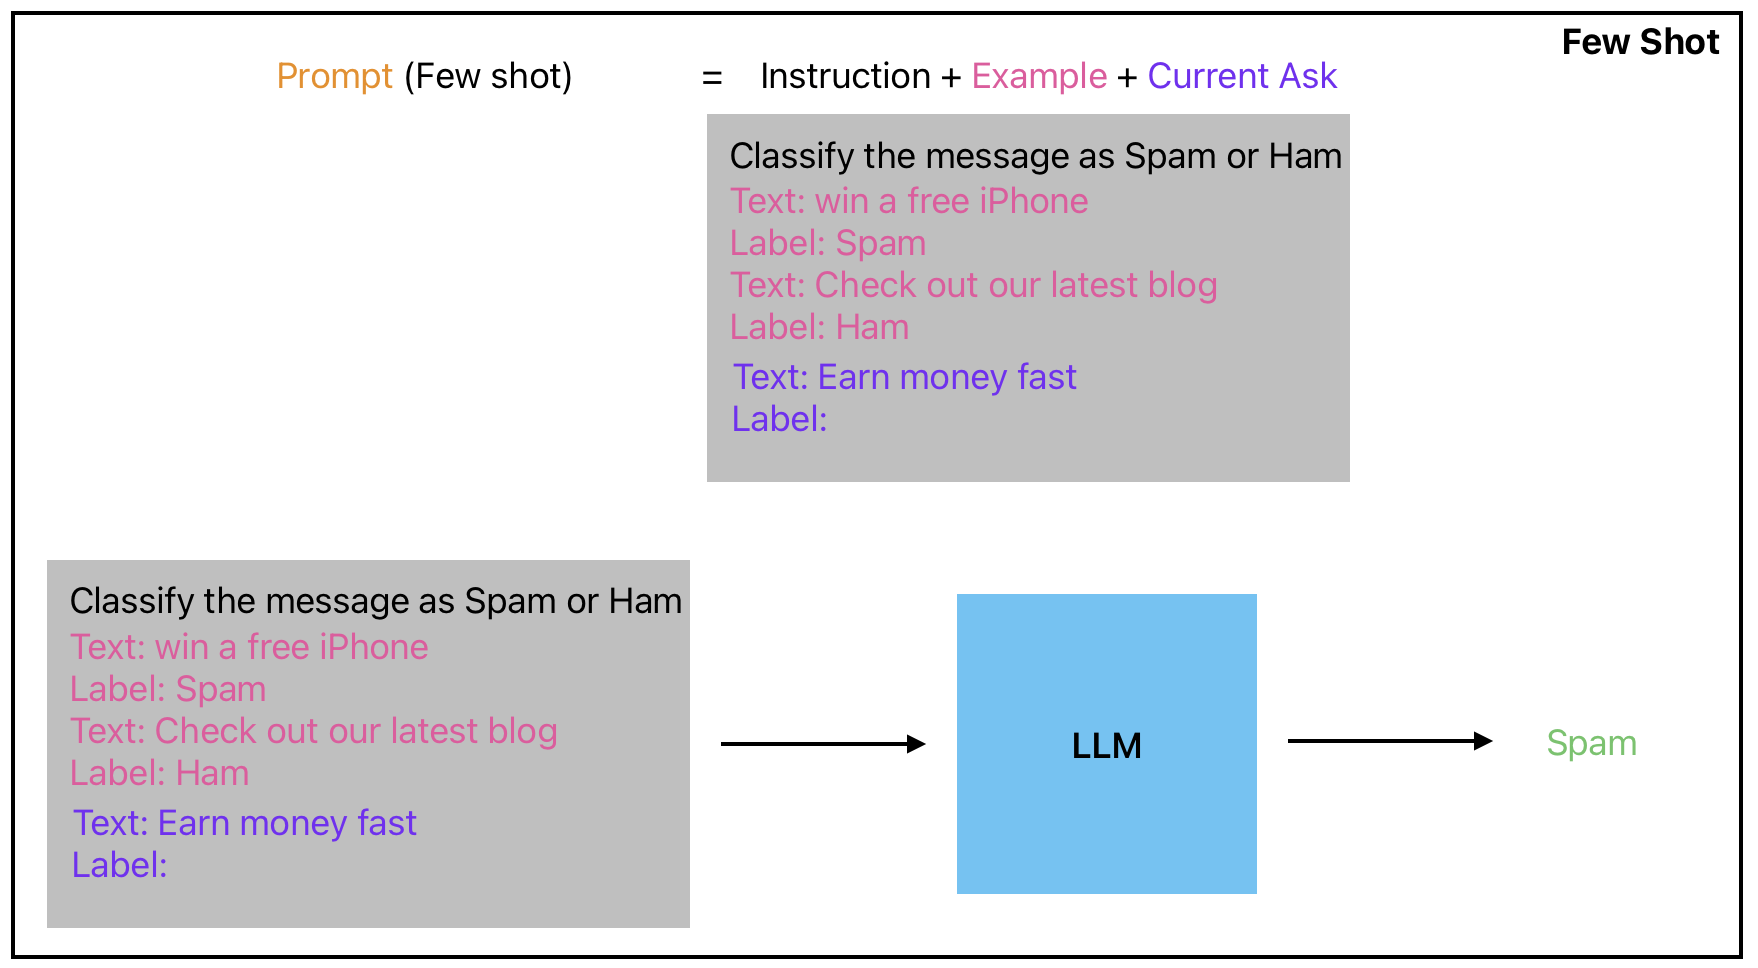 Few Shot
Prompt (Few shot) = Instruction + Example + Current Ask
Classify the message as Spam or Ham
Text: win a free iPhone
Label: Spam
Text: Check out our latest blog
Label: Ham
Text: Earn money fast
Label:
Classify the message as Spam or Ham
Text: win a free iPhone
Label: Spam
Text: Check out our latest blog
Label: Ham
Text: Earn money fast
Label:
LLM
Spam